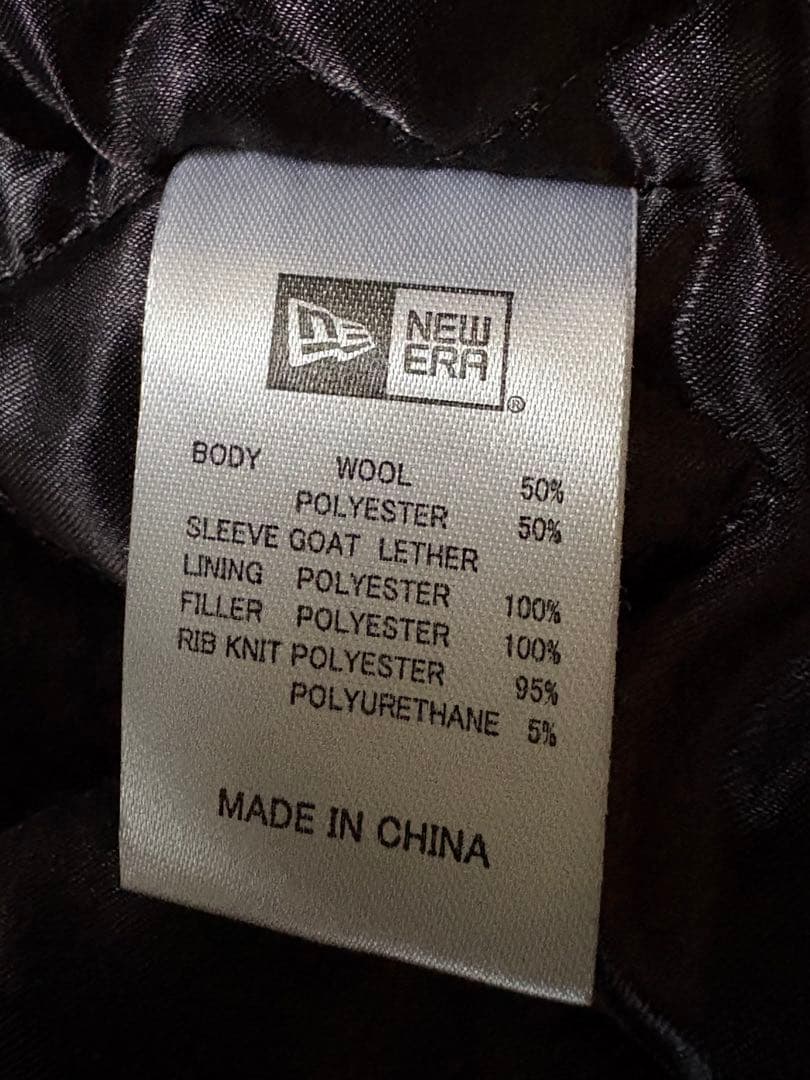 NEW
ERA
®
BODY WOOL 50%
POLYESTER 50%
SLEEVE GOAT LETHER
LINING POLYESTER 100%
FILLER POLYESTER 100%
RIB KNIT POLYESTER 95%
POLYURETHANE 5%
MADE IN CHINA